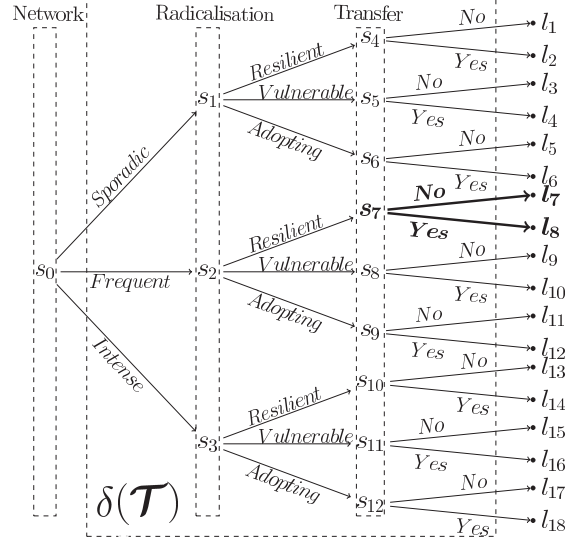 Network Radicalisation Transfer
s₀
Sporadic
Frequent
Intense
s₁
Resilient
Vulnerable
Adopting
s₂
Resilient
Vulnerable
Adopting
s₃
Resilient
Vulnerable
Adopting
s₄
No
Yes
s₅
No
Yes
s₆
No
Yes
s₇
No
Yes
s₈
No
Yes
s₉
No
Yes
s₁₀
No
Yes
s₁₁
No
Yes
s₁₂
No
Yes
l₁
l₂
l₃
l₄
l₅
l₆
l₇
l₈
l₉
l₁₀
l₁₁
l₁₂
l₁₃
l₁₄
l₁₅
l₁₆
l₁₇
l₁₈
δ(𝓣)